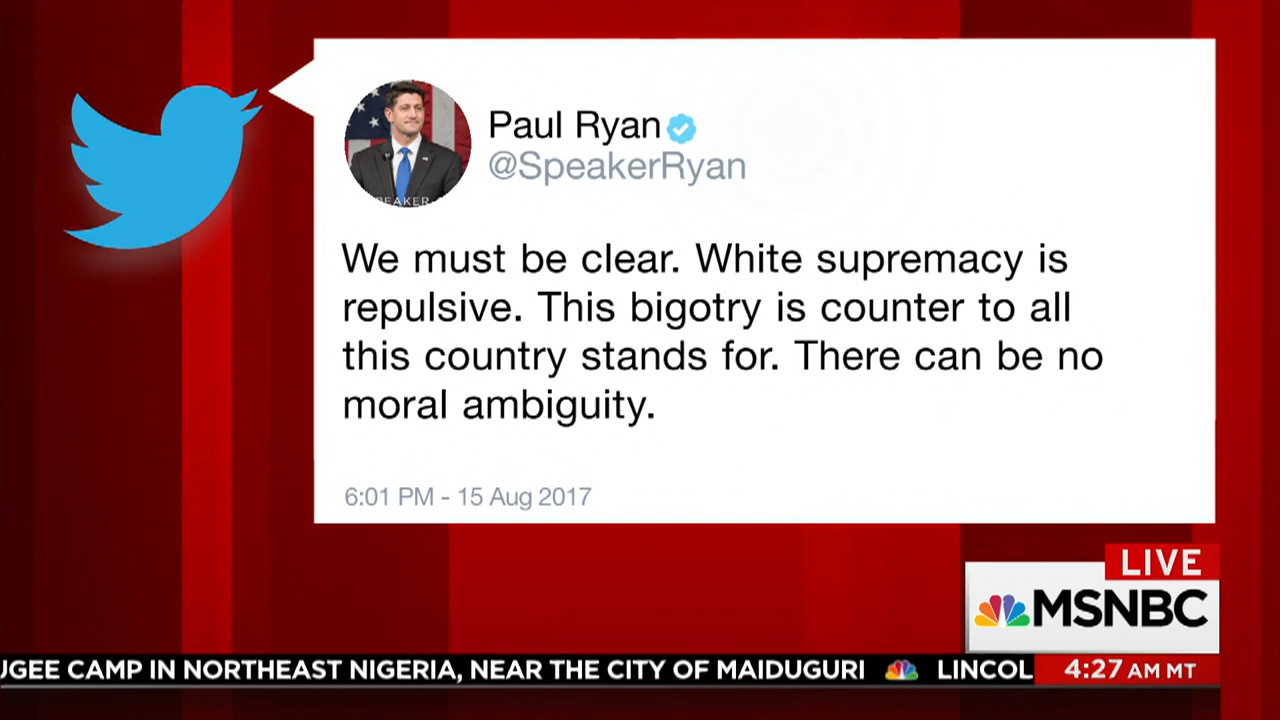 Paul Ryan
@SpeakerRyan
We must be clear. White supremacy is
repulsive. This bigotry is counter to all
this country stands for. There can be no
moral ambiguity.
6:01 PM - 15 Aug 2017
LIVE
MSNBC
UGEE CAMP IN NORTHEAST NIGERIA, NEAR THE CITY OF MAIDUGURI LINCOL
4:27 AM MT